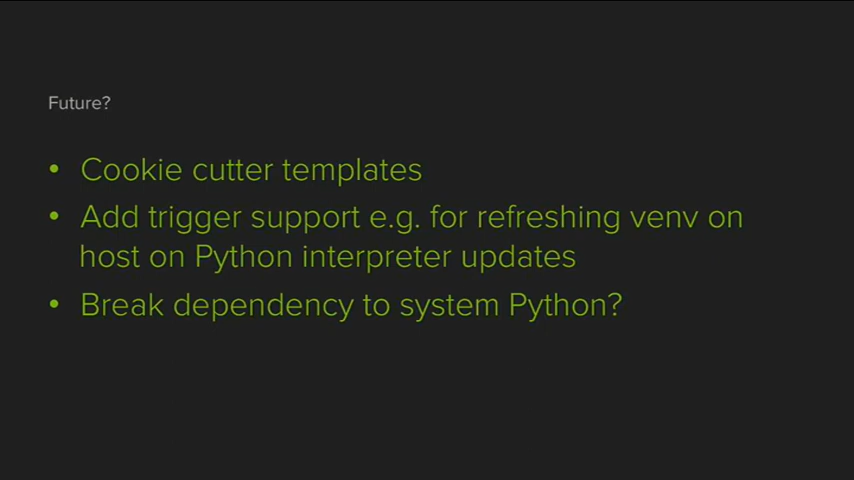 Future?
• Cookie cutter templates
• Add trigger support e.g. for refreshing venv on
host on Python interpreter updates
• Break dependency to system Python?